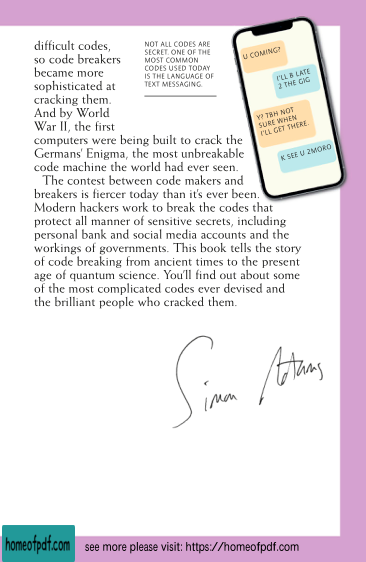 difficult codes,
so code breakers
became more
sophisticated at
cracking them.
And by World
War II, the first
computers were being built to crack the
Germans' Enigma, the most unbreakable
code machine the world had ever seen.
The contest between code makers and
breakers is fiercer today than it's ever been.
Modern hackers work to break the codes that
protect all manner of sensitive secrets, including
personal bank and social media accounts and the
workings of governments. This book tells the story
of code breaking from ancient times to the present
age of quantum science. You'll find out about some
of the most complicated codes ever devised and
the brilliant people who cracked them.
NOT ALL CODES ARE
SECRET. ONE OF THE
MOST COMMON
CODES USED TODAY
IS THE LANGUAGE OF
TEXT MESSAGING.
U COMING?
I'LL B LATE
2 THE GIG
Y? TBH NOT
SURE WHEN
I'LL GET THERE.
K SEE U 2MORO
Simon Adams
homeofpdf.com
see more please visit: https://homeofpdf.com